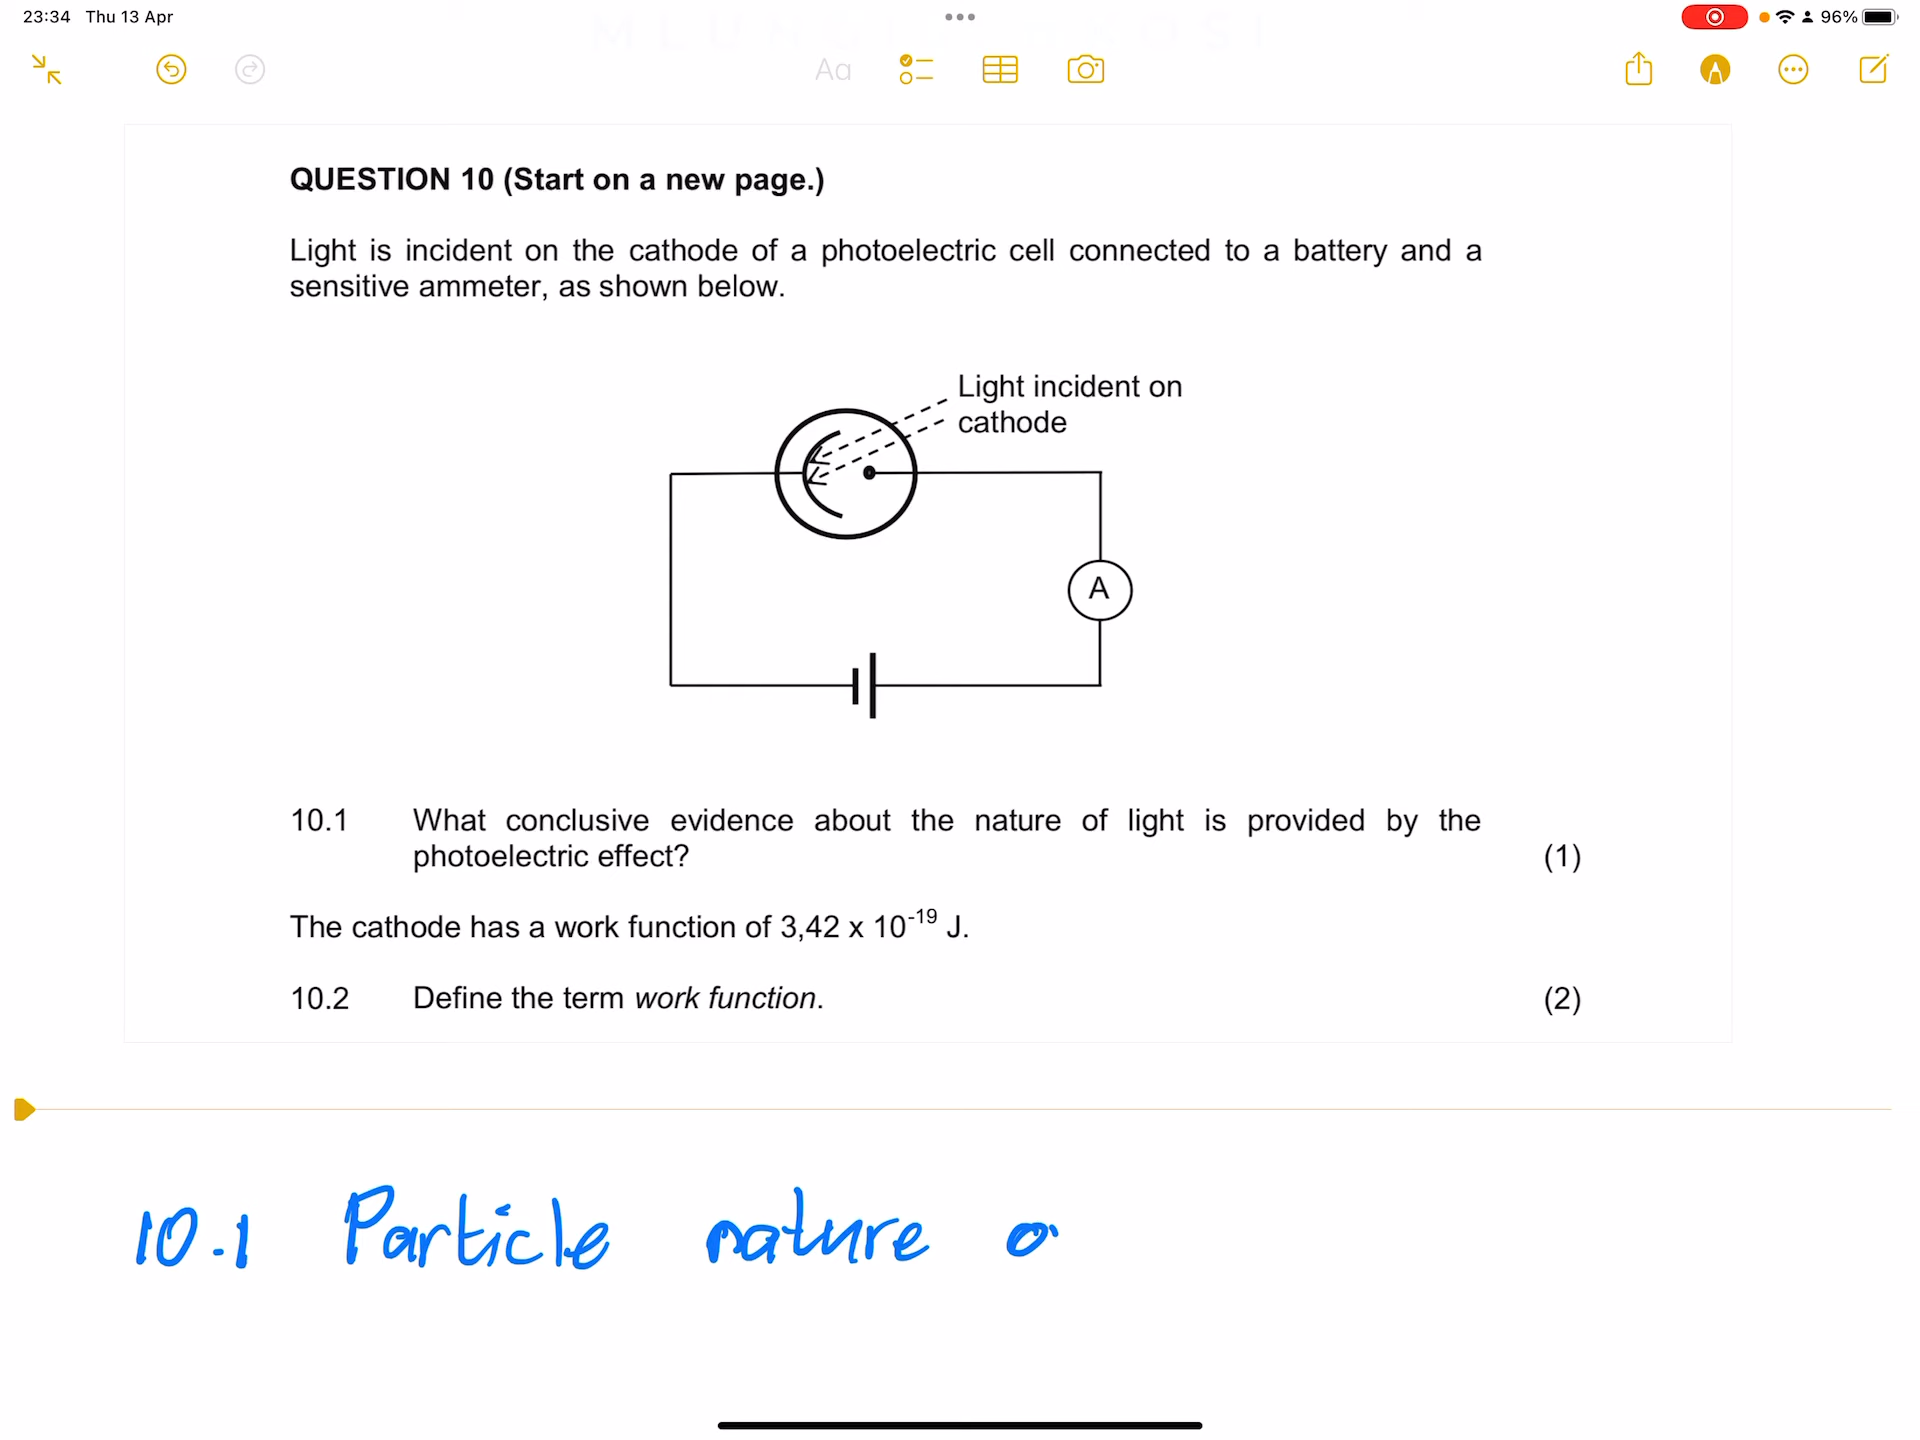 23:34 Thu 13 Apr
96%
Aa
QUESTION 10 (Start on a new page.)
Light is incident on the cathode of a photoelectric cell connected to a battery and a
sensitive ammeter, as shown below.
Light incident on
cathode
A
10.1 What conclusive evidence about the nature of light is provided by the
photoelectric effect? (1)
The cathode has a work function of 3,42 x 10⁻¹⁹ J.
10.2 Define the term work function. (2)
10.1 Particle nature o